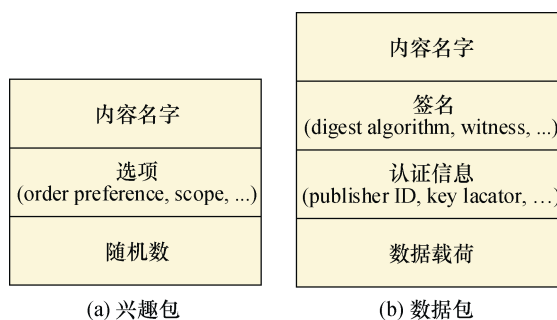 内容名字
选项
(order preference, scope, ...)
随机数
(a) 兴趣包
内容名字
签名
(digest algorithm, witness, ...)
认证信息
(publisher ID, key lacator, …)
数据载荷
(b) 数据包